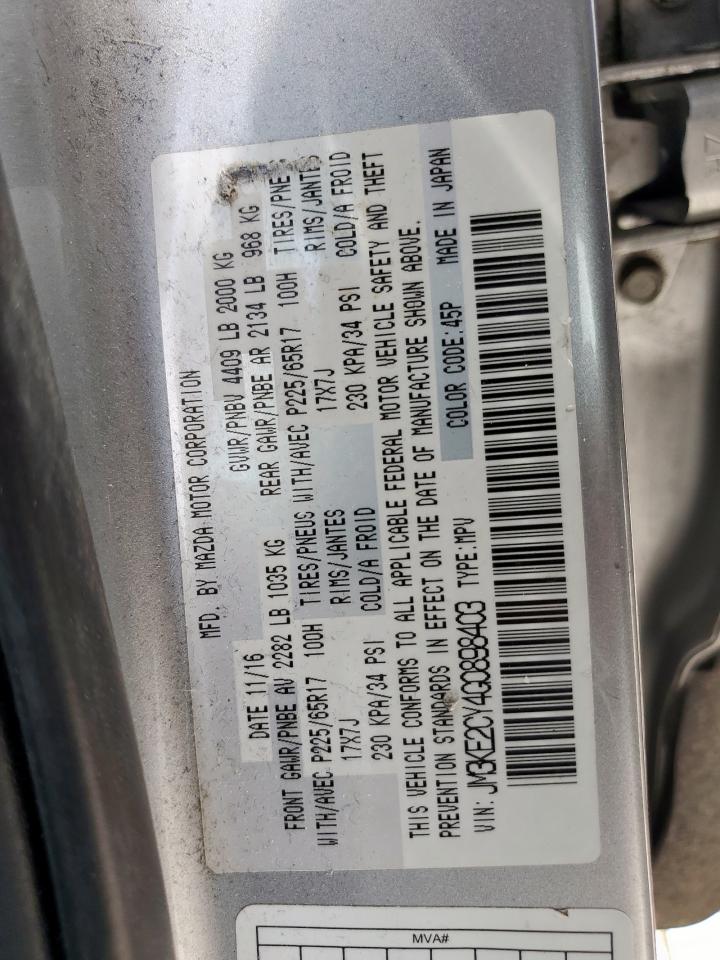 MFD. BY MAZDA MOTOR CORPORATION
DATE 11/16 GVWR/PNBV 4409 LB 2000 KG
FRONT GAWR/PNBE AV 2282 LB 1035 KG REAR GAWR/PNBE AR 2134 LB 968 KG
WITH/AVEC P225/65R17 100H TIRES/PNEUS WITH/AVEC P225/65R17 100H TIRES/PNE
17X7J RIMS/JANTES 17X7J RIMS/JANTES
230 KPA/34 PSI COLD/A FROID 230 KPA/34 PSI COLD/A FROID
THIS VEHICLE CONFORMS TO ALL APPLICABLE FEDERAL MOTOR VEHICLE SAFETY AND THEFT
PREVENTION STANDARDS IN EFFECT ON THE DATE OF MANUFACTURE SHOWN ABOVE.
VIN: JM3KE2CY4G0898403 TYPE:MPV COLOR CODE:45P MADE IN JAPAN
MVA#